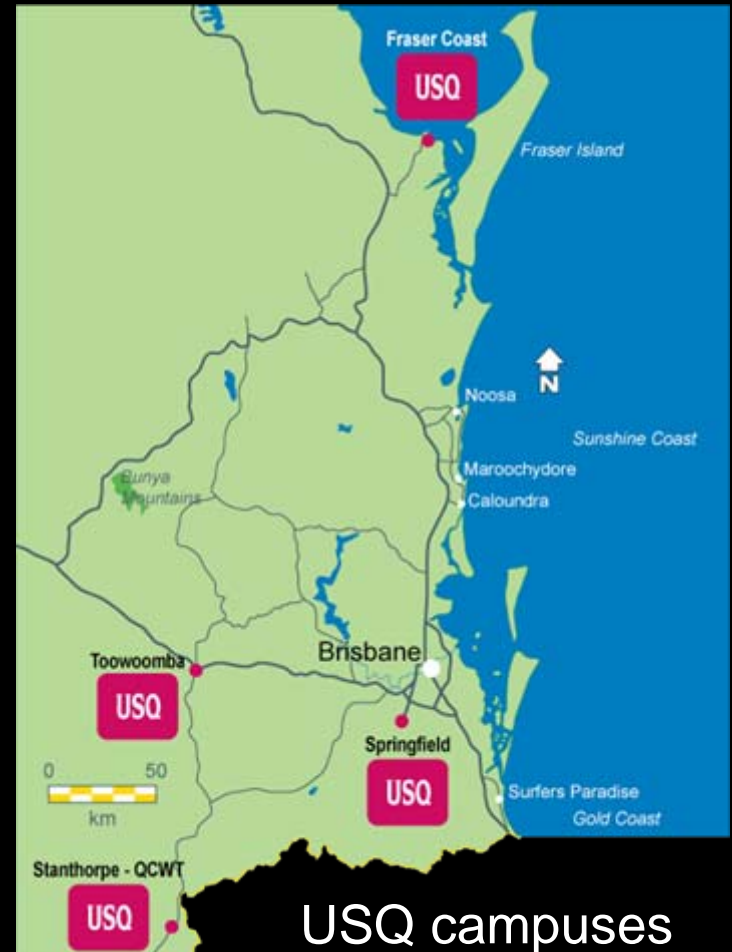 Fraser Coast
USQ
Fraser Island
N
Noosa
Sunshine Coast
Maroochydore
Caloundra
Bunya
Mountains
Brisbane
Toowoomba
USQ
Springfield
USQ
0 50
km
Surfers Paradise
Gold Coast
Stanthorpe - QCWT
USQ
USQ campuses